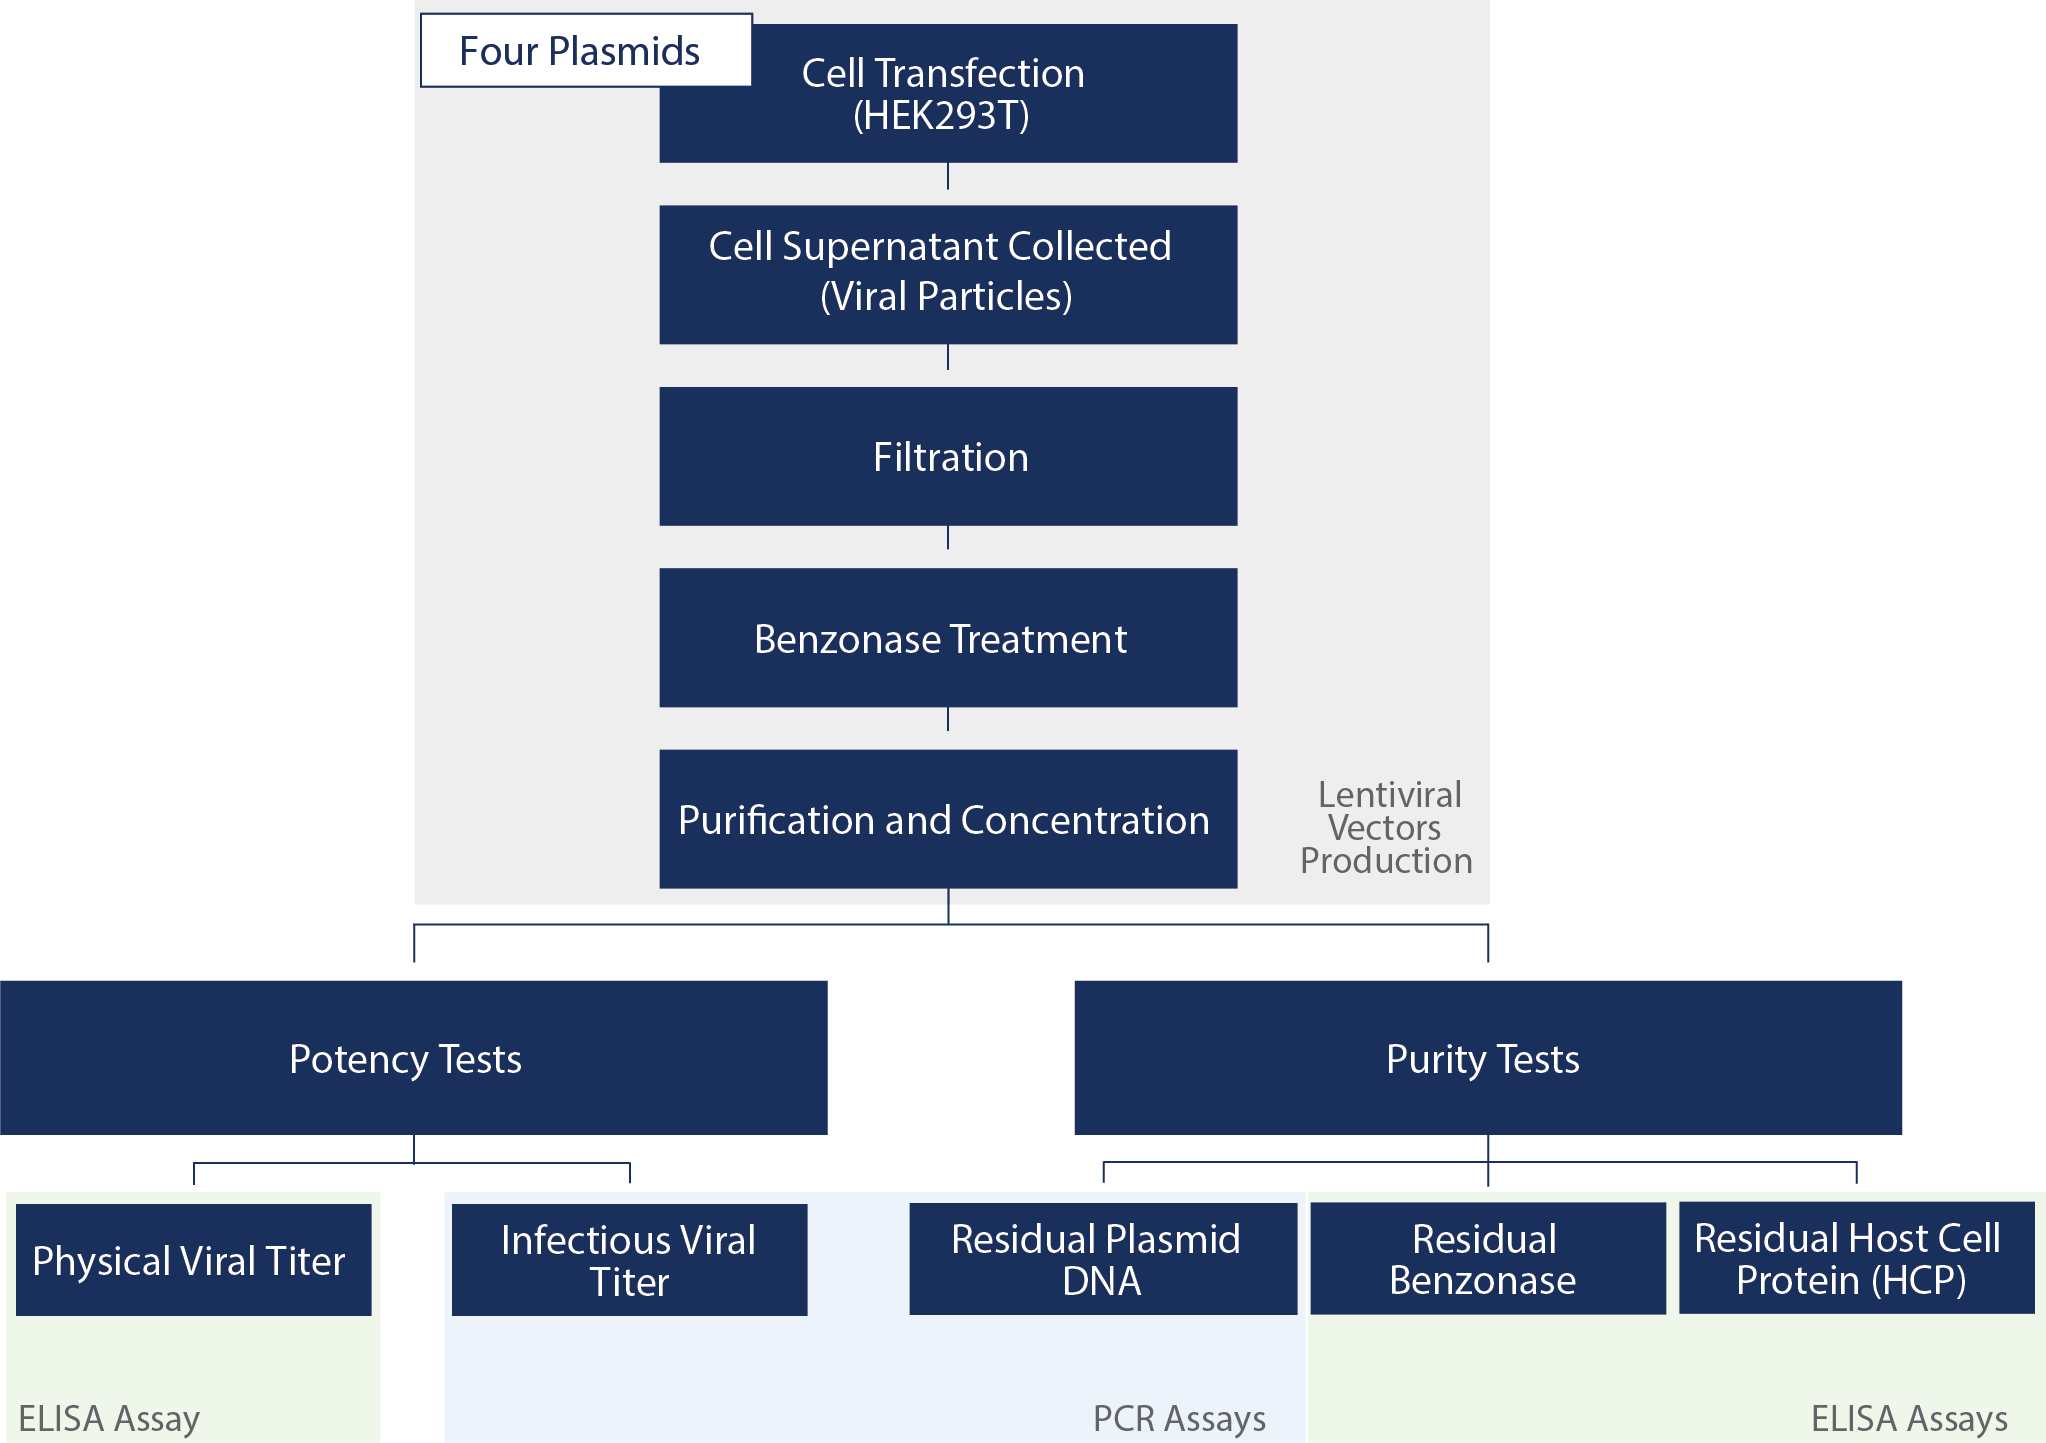 Four Plasmids
Cell Transfection
(HEK293T)
Cell Supernatant Collected
(Viral Particles)
Filtration
Benzonase Treatment
Purification and Concentration
Lentiviral
Vectors
Production
Potency Tests
Purity Tests
Physical Viral Titer
Infectious Viral
Titer
Residual Plasmid
DNA
Residual
Benzonase
Residual Host Cell
Protein (HCP)
ELISA Assay
PCR Assays
ELISA Assays